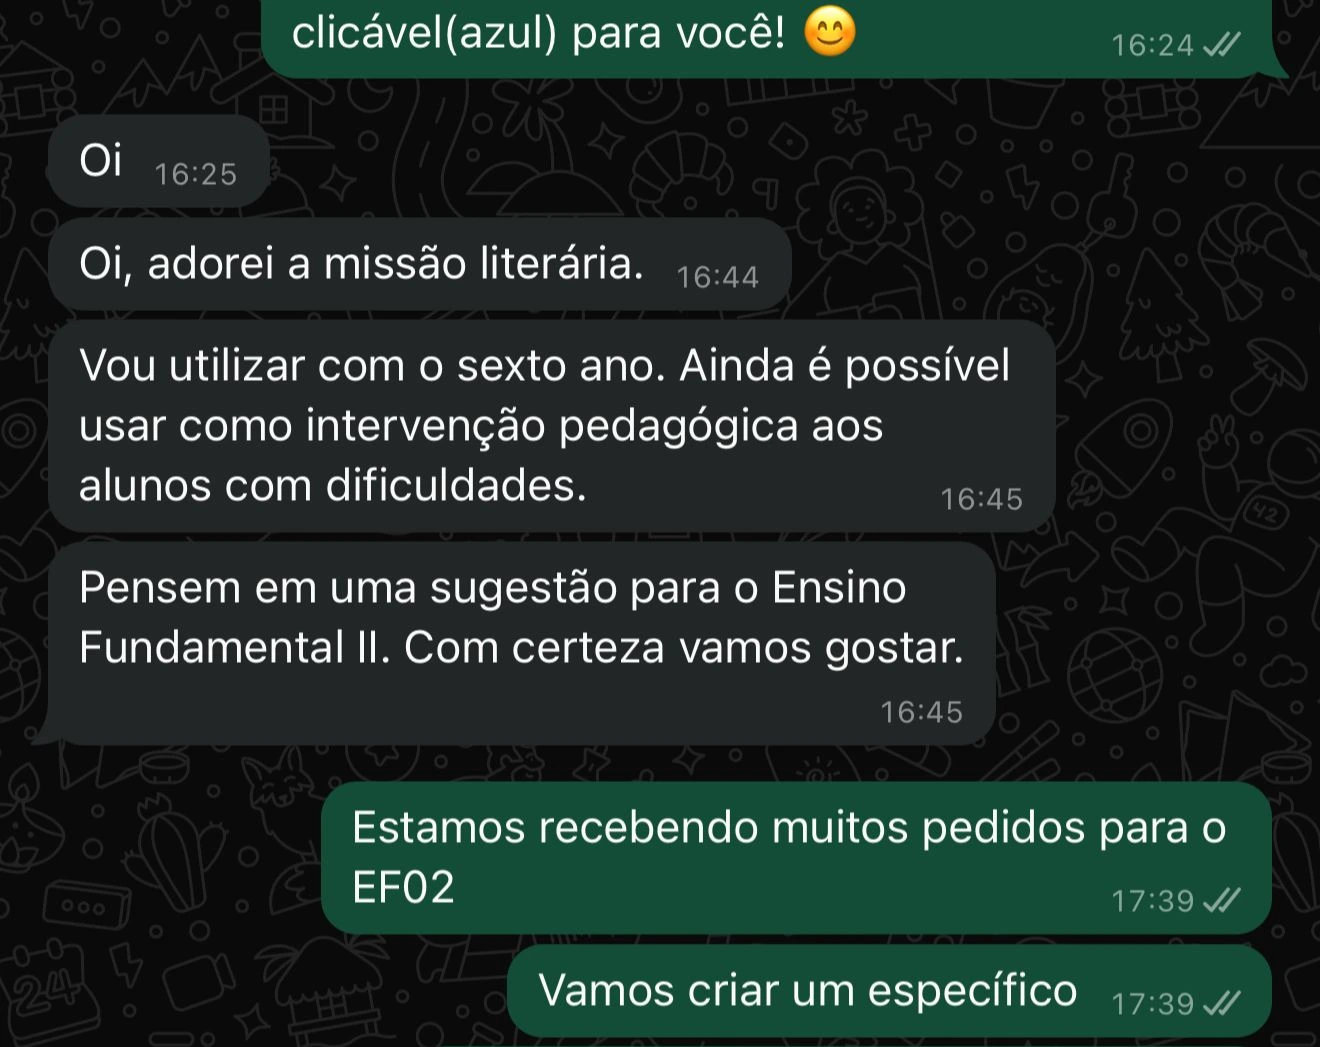 clicável(azul) para você! 😊 16:24
Oi 16:25
Oi, adorei a missão literária. 16:44
Vou utilizar com o sexto ano. Ainda é possível
usar como intervenção pedagógica aos
alunos com dificuldades. 16:45
Pensem em uma sugestão para o Ensino
Fundamental II. Com certeza vamos gostar.
16:45
Estamos recebendo muitos pedidos para o
EF02 17:39
Vamos criar um específico 17:39